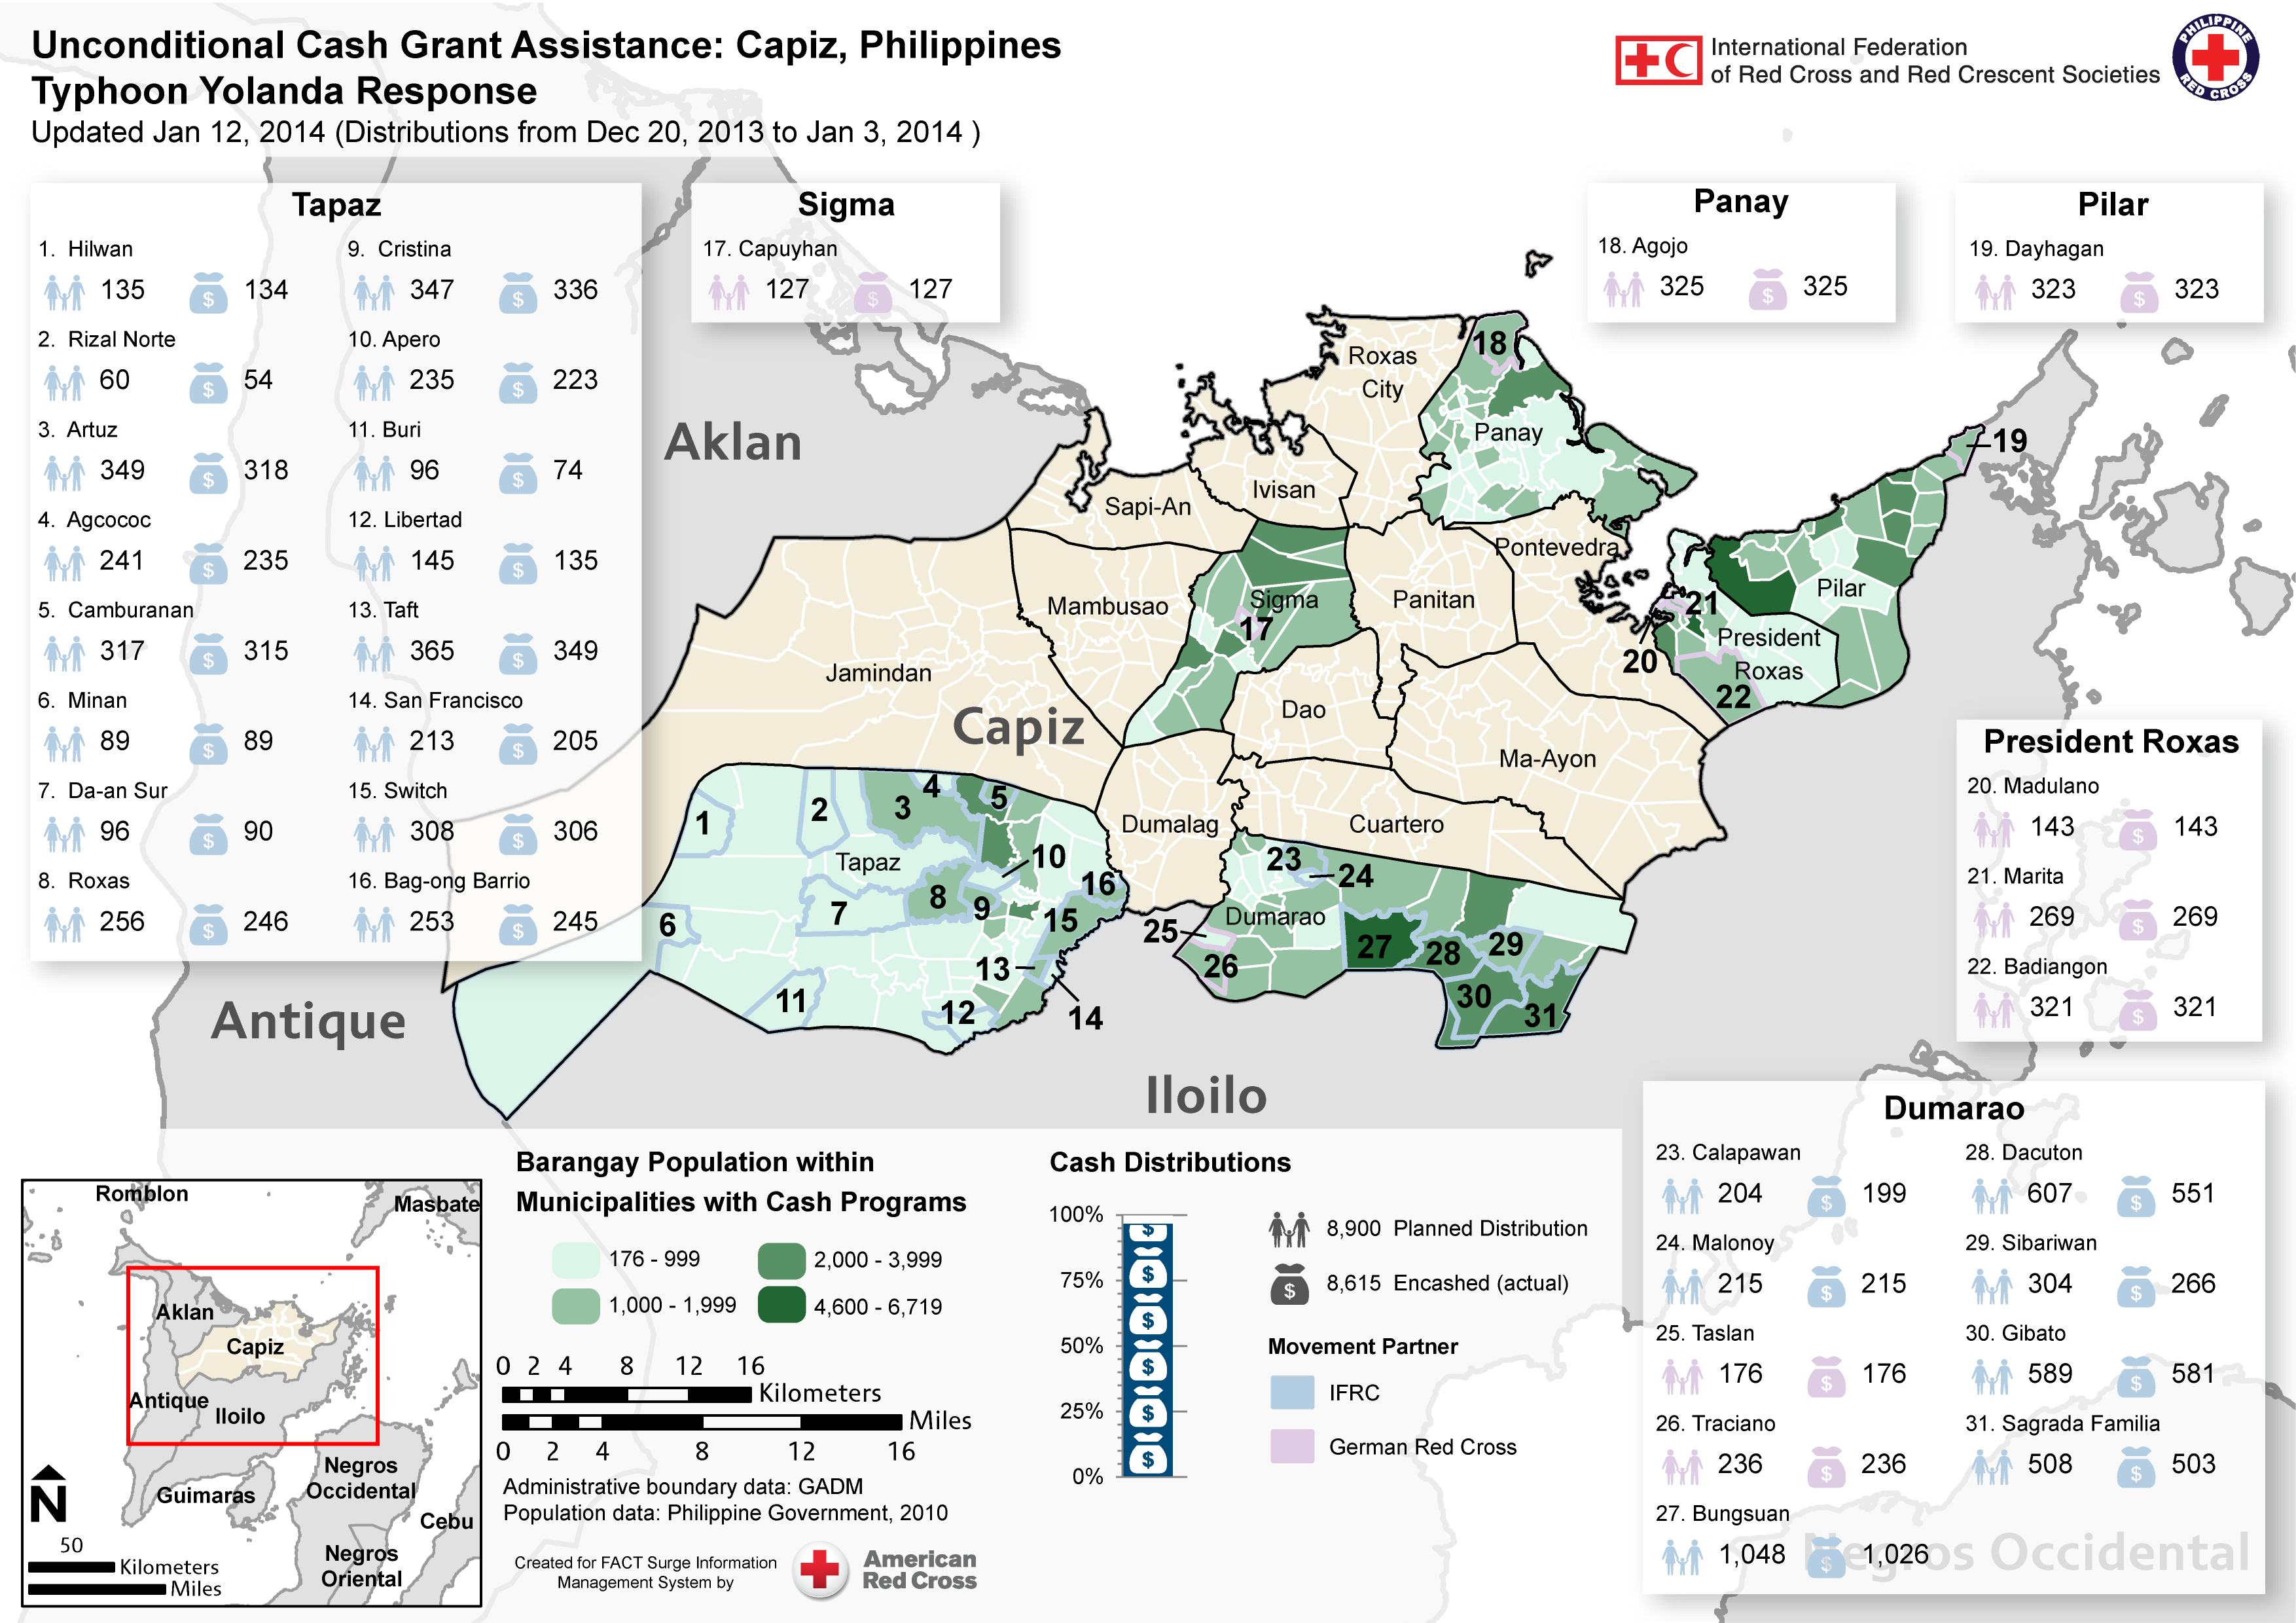 Unconditional Cash Grant Assistance: Capiz, Philippines
Typhoon Yolanda Response
Updated Jan 12, 2014 (Distributions from Dec 20, 2013 to Jan 3, 2014 )
International Federation
of Red Cross and Red Crescent Societies
PHILIPPINE
RED CROSS
Tapaz
1. Hilwan
135 134
2. Rizal Norte
60 54
3. Artuz
349 318
4. Agcococ
241 235
5. Camburanan
317 315
6. Minan
89 89
7. Da-an Sur
96 90
8. Roxas
256 246
9. Cristina
347 336
10. Apero
235 223
11. Buri
96 74
12. Libertad
145 135
13. Taft
365 349
14. San Francisco
213 205
15. Switch
308 306
16. Bag-ong Barrio
253 245
Sigma
17. Capuyhan
127 127
Panay
18. Agojo
325 325
Pilar
19. Dayhagan
323 323
President Roxas
20. Madulano
143 143
21. Marita
269 269
22. Badiangon
321 321
Dumarao
23. Calapawan
204 199
24. Malonoy
215 215
25. Taslan
176 176
26. Traciano
236 236
27. Bungsuan
1,048 1,026
28. Dacuton
607 551
29. Sibariwan
304 266
30. Gibato
589 581
31. Sagrada Familia
508 503
Negros Occidental
Aklan
Antique
Capiz
Iloilo
Roxas
City
18
Panay
19
Ivisan
Sapi-An
Pontevedra
Pilar
Mambusao
Sigma
17
Panitan
21
President
Roxas
20
22
Jamindan
Dao
Ma-Ayon
Dumalag
Cuartero
1
2
3
4
5
Tapaz
10
16
8
9
7
6
15
13
11
12
14
23
24
Dumarao
25
26
27
28
29
30
31
Barangay Population within
Municipalities with Cash Programs
176 - 999
2,000 - 3,999
1,000 - 1,999
4,600 - 6,719
0 2 4 8 12 16
Kilometers
Miles
0 2 4 8 12 16
Administrative boundary data: GADM
Population data: Philippine Government, 2010
Created for FACT Surge Information
Management System by
American
Red Cross
Cash Distributions
100%
75%
50%
25%
0%
8,900 Planned Distribution
8,615 Encashed (actual)
Movement Partner
IFRC
German Red Cross
Romblon
Masbate
Aklan
Capiz
Antique
Iloilo
Guimaras
Negros
Occidental
Cebu
Negros
Oriental
N
50
Kilometers
Miles